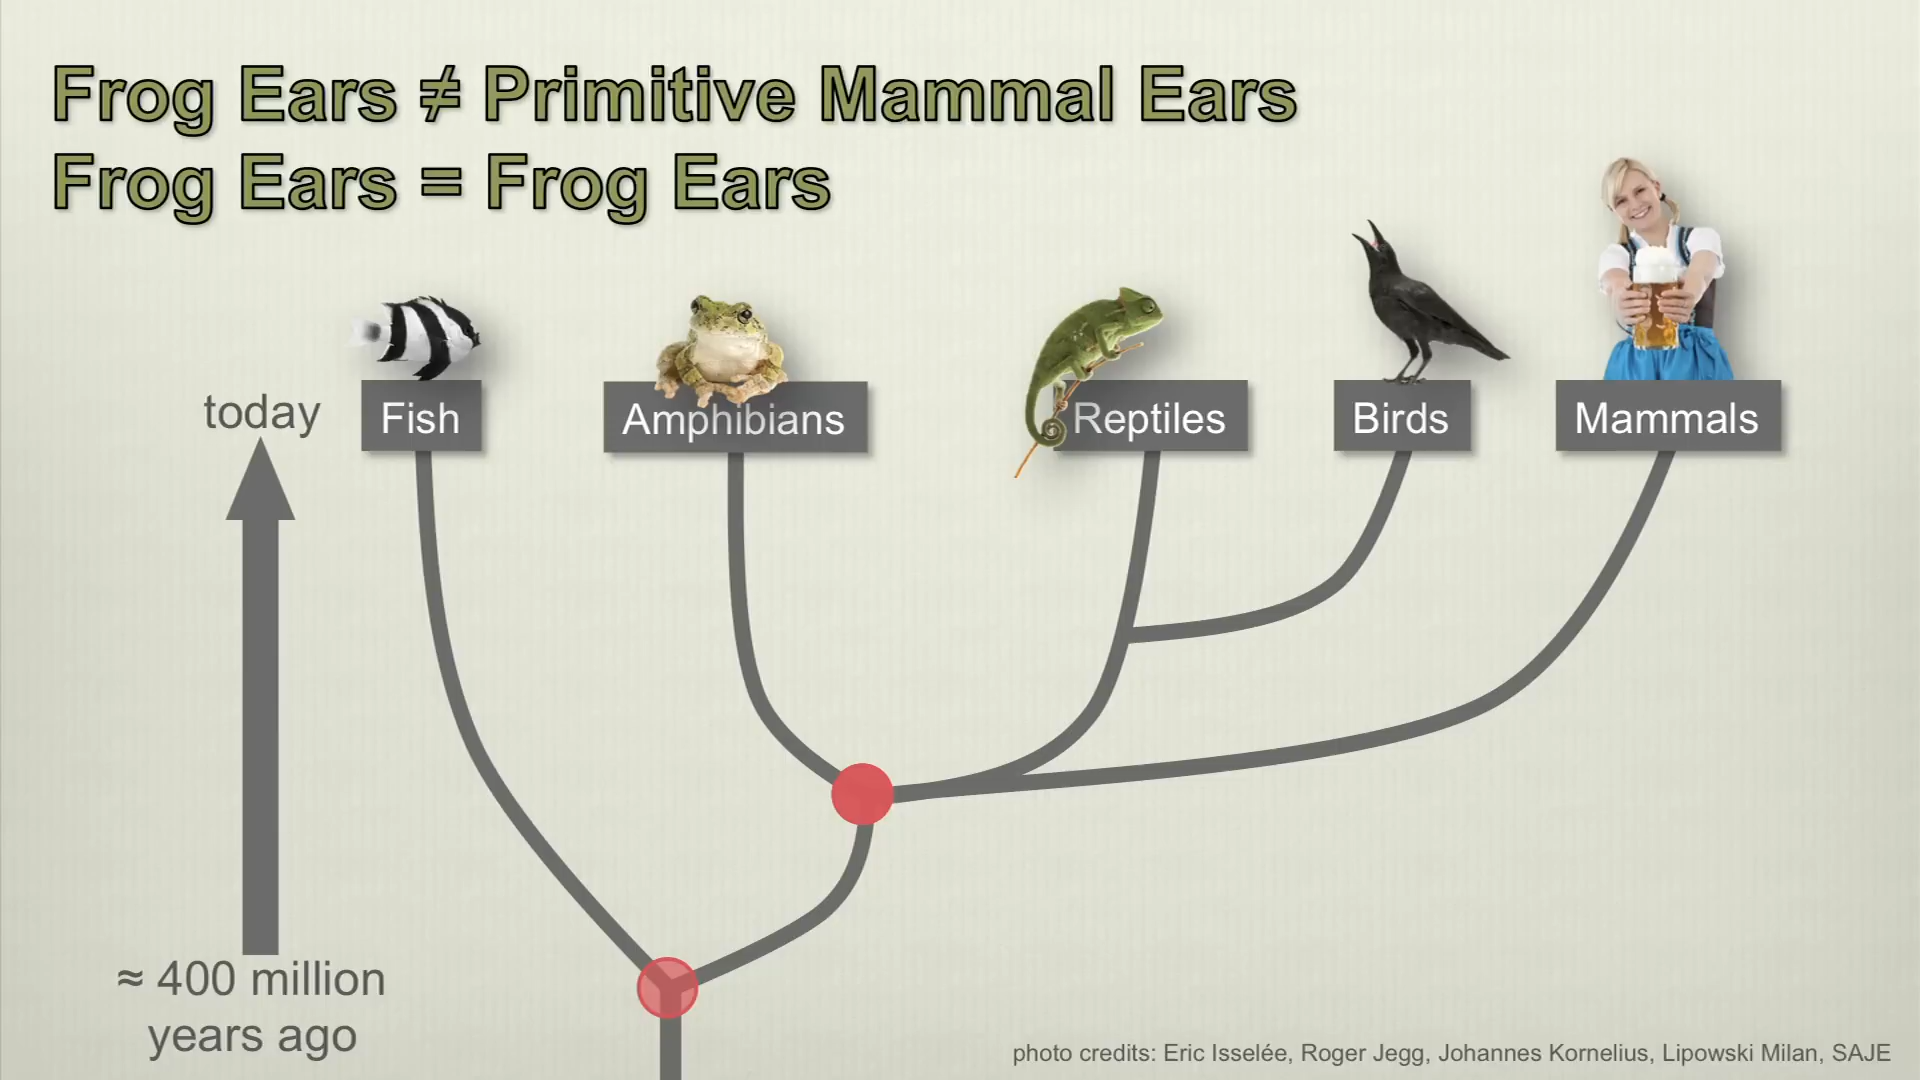 Frog Ears ≠ Primitive Mammal Ears
Frog Ears = Frog Ears
today
Fish
Amphibians
Reptiles
Birds
Mammals
≈ 400 million
years ago
photo credits: Eric Isselée, Roger Jegg, Johannes Kornelius, Lipowski Milan, SAJE